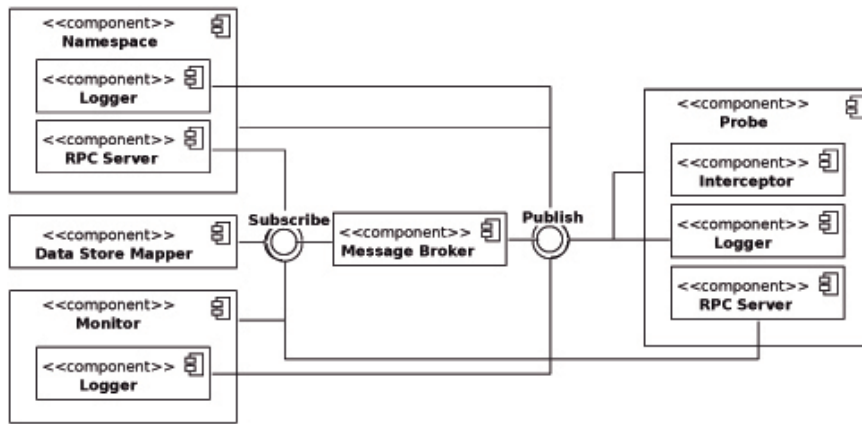 <<component>>
Namespace
<<component>>
Logger
<<component>>
RPC Server
<<component>>
Data Store Mapper
<<component>>
Monitor
<<component>>
Logger
Subscribe
<<component>>
Message Broker
Publish
<<component>>
Probe
<<component>>
Interceptor
<<component>>
Logger
<<component>>
RPC Server